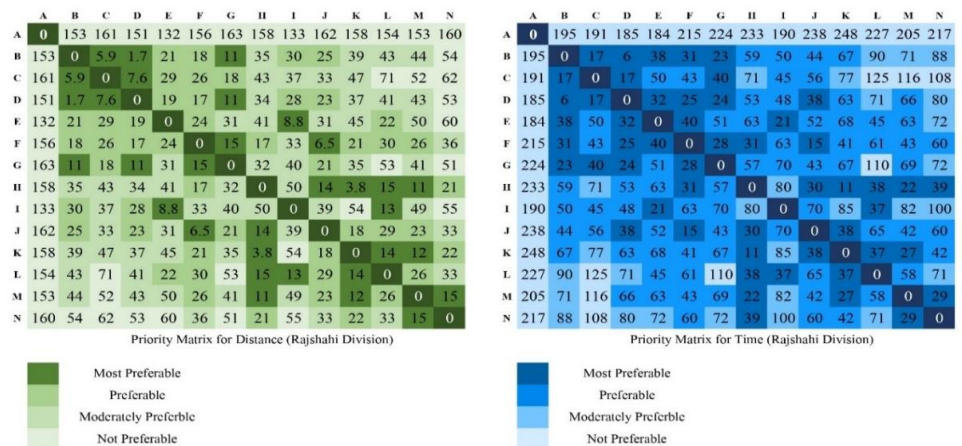 A B C D E F G H I J K L M N
A 0 153 161 151 132 156 163 158 133 162 158 154 153 160
B 153 0 5.9 1.7 21 18 11 35 30 25 39 43 44 54
C 161 5.9 0 7.6 29 26 18 43 37 33 47 71 52 62
D 151 1.7 7.6 0 19 17 11 34 28 23 37 41 43 53
E 132 21 29 19 0 24 31 41 8.8 31 45 22 50 60
F 156 18 26 17 24 0 15 17 33 6.5 21 30 26 36
G 163 11 18 11 31 15 0 32 40 21 35 53 41 51
H 158 35 43 34 41 17 32 0 50 14 3.8 15 11 21
I 133 30 37 28 8.8 33 40 50 0 39 54 13 49 55
J 162 25 33 23 31 6.5 21 14 39 0 18 29 23 33
K 158 39 47 37 45 21 35 3.8 54 18 0 14 12 22
L 154 43 71 41 22 30 53 15 13 29 14 0 26 33
M 153 44 52 43 50 26 41 11 49 23 12 26 0 15
N 160 54 62 53 60 36 51 21 55 33 22 33 15 0
Priority Matrix for Distance (Rajshahi Division)
Most Preferable
Preferable
Moderately Preferble
Not Preferable
A B C D E F G H I J K L M N
A 0 195 191 185 184 215 224 233 190 238 248 227 205 217
B 195 0 17 6 38 31 23 59 50 44 67 90 71 88
C 191 17 0 17 50 43 40 71 45 56 77 125 116 108
D 185 6 17 0 32 25 24 53 48 38 63 71 66 80
E 184 38 50 32 0 40 51 63 21 52 68 45 63 72
F 215 31 43 25 40 0 28 31 63 15 41 61 43 60
G 224 23 40 24 51 28 0 57 70 43 67 110 69 72
H 233 59 71 53 63 31 57 0 80 30 11 38 22 39
I 190 50 45 48 21 63 70 80 0 70 85 37 82 100
J 238 44 56 38 52 15 43 30 70 0 38 65 42 60
K 248 67 77 63 68 41 67 11 85 38 0 37 27 42
L 227 90 125 71 45 61 110 38 37 65 37 0 58 71
M 205 71 116 66 63 43 69 22 82 42 27 58 0 29
N 217 88 108 80 72 60 72 39 100 60 42 71 29 0
Priority Matrix for Time (Rajshahi Division)
Most Preferable
Preferable
Moderately Preferble
Not Preferable